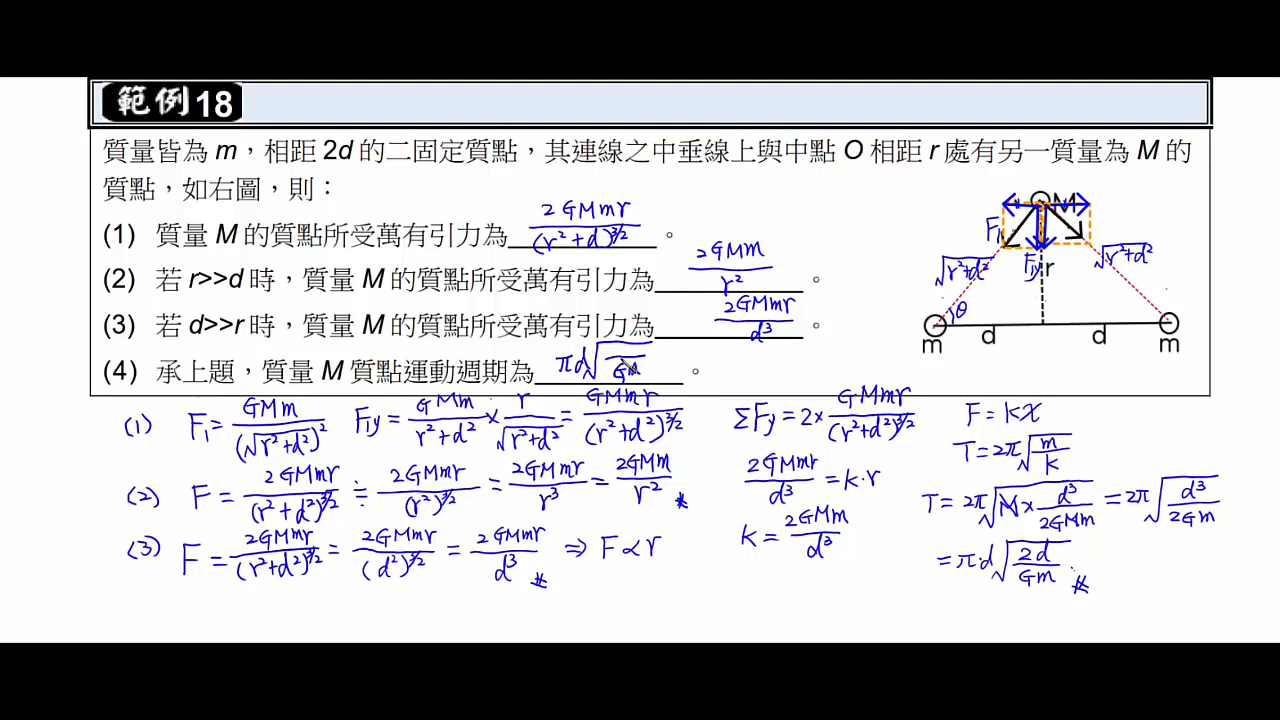 範例 18
質量皆為 m,相距 2d 的二固定質點,其連線之中垂線上與中點 O 相距 r 處有另一質量為 M 的
質點,如右圖,則:
(1) 質量 M 的質點所受萬有引力為 2GMmr/(r²+d)^3/2 。
(2) 若 r>>d 時,質量 M 的質點所受萬有引力為 2GMm/r² 。
(3) 若 d>>r 時,質量 M 的質點所受萬有引力為 2GMmr/d³ 。
(4) 承上題,質量 M 質點運動週期為 πd√( /Gm) 。
M
F₁
F₁y
r
√r²+d²
√r²+d²
θ
m d d m
(1) F₁ = GMm/(√r²+d²)² F₁y = GMm/r²+d² × r/√r²+d² = GMmr/(r²+d²)^3/2 ΣFy = 2× GMmr/(r²+d²)^3/2
(2) F = 2GMmr/(r²+d²)^3/2 ≒ 2GMmr/(r²)^3/2 = 2GMmr/r³ = 2GMm/r² #
(3) F = 2GMmr/(r²+d²)^3/2 = 2GMmr/(d²)^3/2 = 2GMmr/d³ # ⇒ F ∝ r
2GMmr/d³ = k·r
k = 2GMm/d³
F = kx
T = 2π√(m/k)
T = 2π√(M × d³/2GMm) = 2π√(d³/2Gm)
= πd√(2d/Gm) #